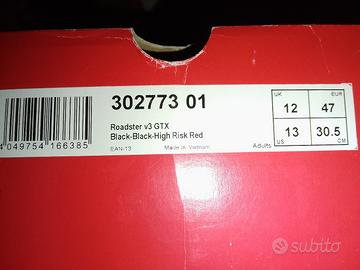 302773 01
Roadster v3 GTX
Black-Black-High Risk Red
EAN-13 Made in Vietnam Adults
4 049754 166385
UK EUR
12 47
13 30.5
US CM
subito